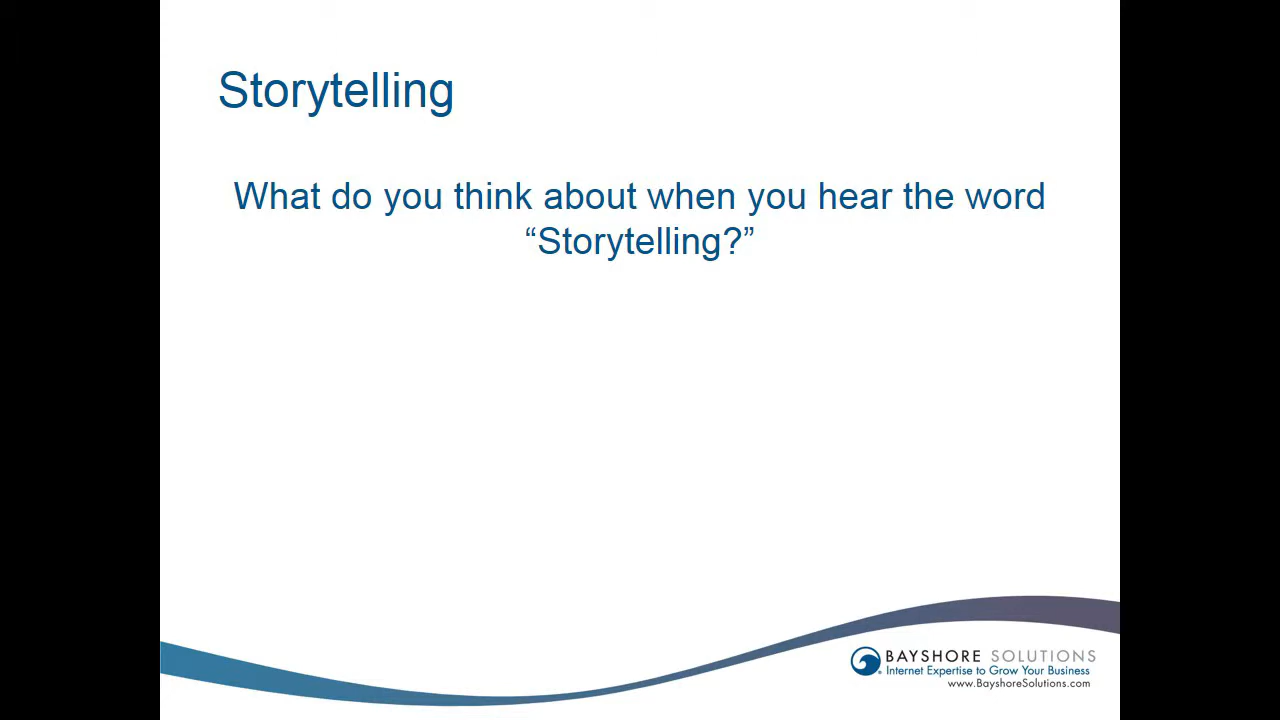 Storytelling
What do you think about when you hear the word
“Storytelling?”
BAYSHORE SOLUTIONS
Internet Expertise to Grow Your Business
www.BayshoreSolutions.com